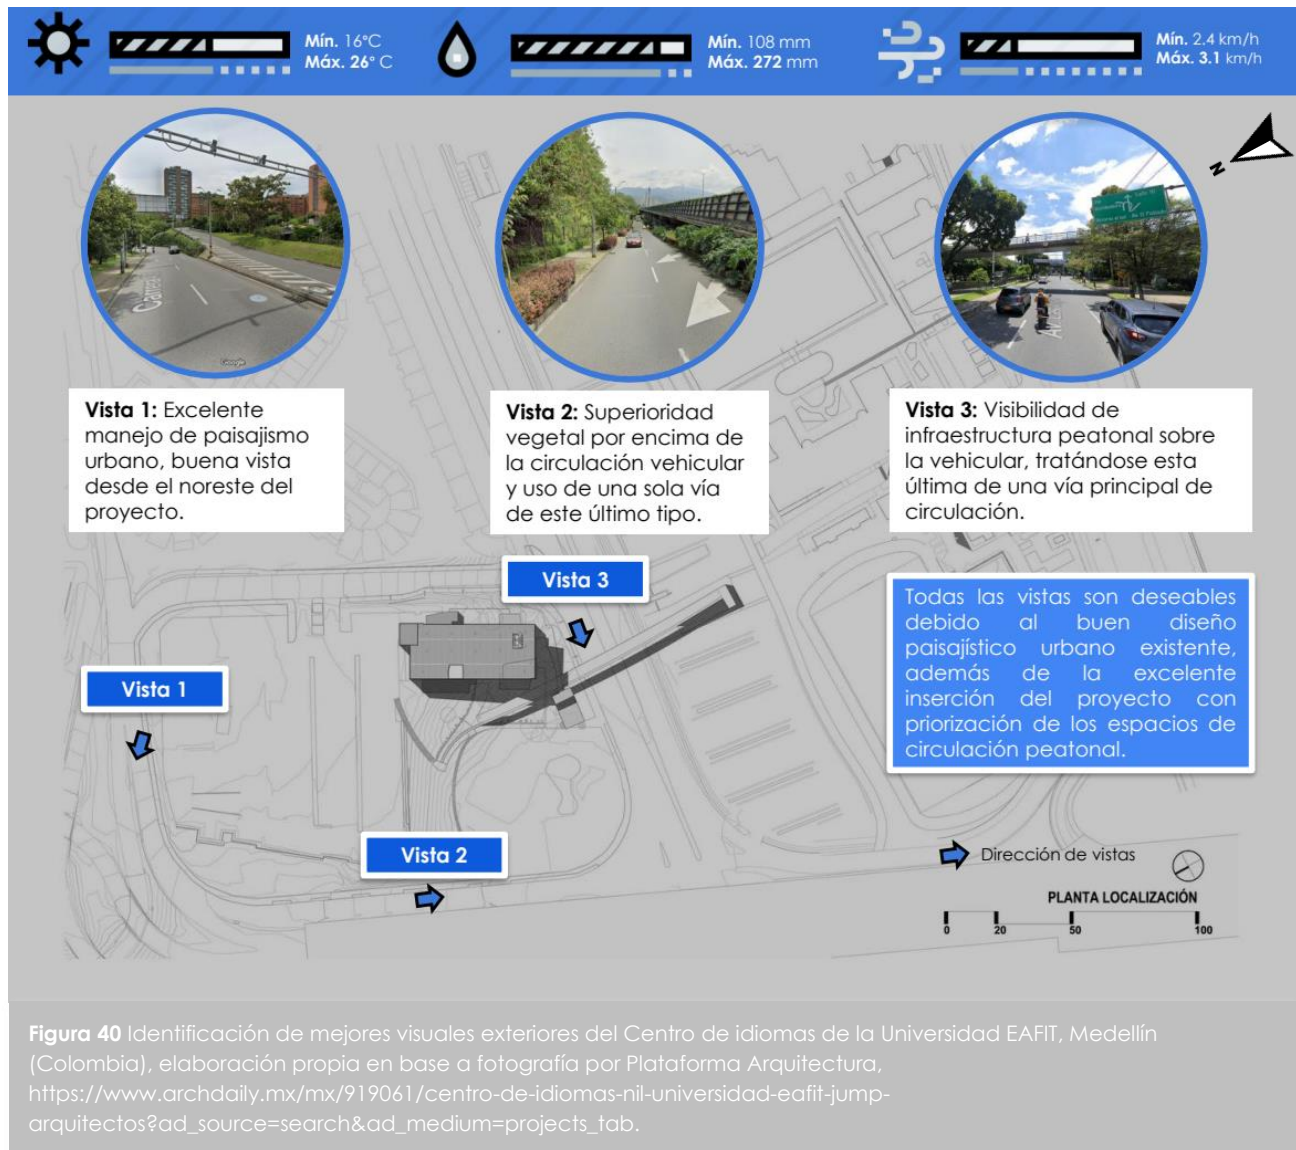 Mín. 16°C
Máx. 26° C
Mín. 108 mm
Máx. 272 mm
Mín. 2.4 km/h
Máx. 3.1 km/h
N
Carrera
Google
Av. Las
Vista 1: Excelente
manejo de paisajismo
urbano, buena vista
desde el noreste del
proyecto.
Vista 2: Superioridad
vegetal por encima de
la circulación vehicular
y uso de una sola vía
de este último tipo.
Vista 3: Visibilidad de
infraestructura peatonal sobre
la vehicular, tratándose esta
última de una vía principal de
circulación.
Vista 3
Vista 1
Vista 2
Todas las vistas son deseables
debido al buen diseño
paisajístico urbano existente,
además de la excelente
inserción del proyecto con
priorización de los espacios de
circulación peatonal.
Dirección de vistas
PLANTA LOCALIZACIÓN
0 20 50 100
Figura 40 Identificación de mejores visuales exteriores del Centro de idiomas de la Universidad EAFIT, Medellín
(Colombia), elaboración propia en base a fotografía por Plataforma Arquitectura,
https://www.archdaily.mx/mx/919061/centro-de-idiomas-nil-universidad-eafit-jump-
arquitectos?ad_source=search&ad_medium=projects_tab.